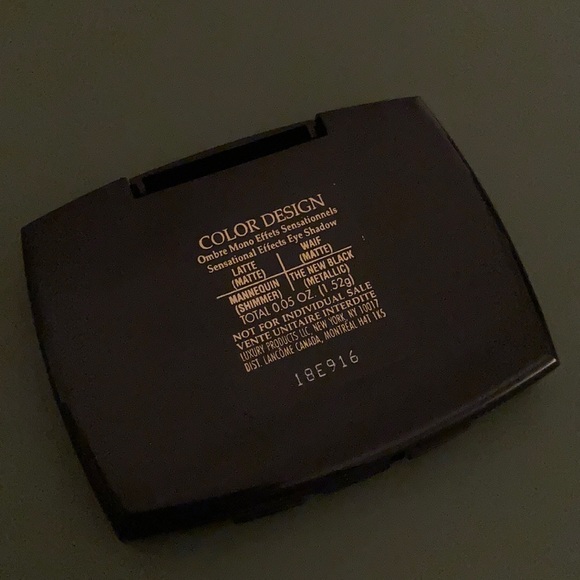 COLOR DESIGN
Ombre Mono Effets Sensationnels
Sensational Effects Eye Shadow
LATTE
(MATTE)
WAIF
(MATTE)
MANNEQUIN
(SHIMMER)
THE NEW BLACK
(METALLIC)
TOTAL 0.05 OZ. (1.52g)
NOT FOR INDIVIDUAL SALE
VENTE UNITAIRE INTERDITE
LUXURY PRODUCTS LLC, NEW YORK, NY 10017
DIST. LANCÔME CANADA, MONTRÉAL H4T 1K5
18E916